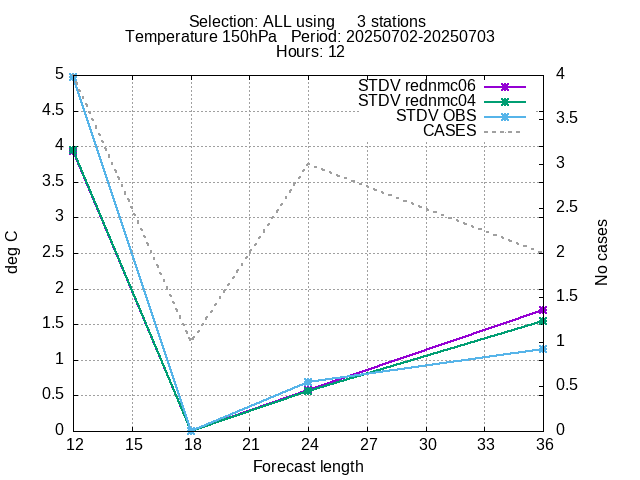 Selection: ALL using 3 stations
Temperature 150hPa Period: 20250702-20250703
Hours: 12
STDV rednmc06
STDV rednmc04
STDV OBS
CASES
5
4.5
4
3.5
3
2.5
2
1.5
1
0.5
0
deg C
4
3.5
3
2.5
2
1.5
1
0.5
0
No cases
12 15 18 21 24 27 30 33 36
Forecast length